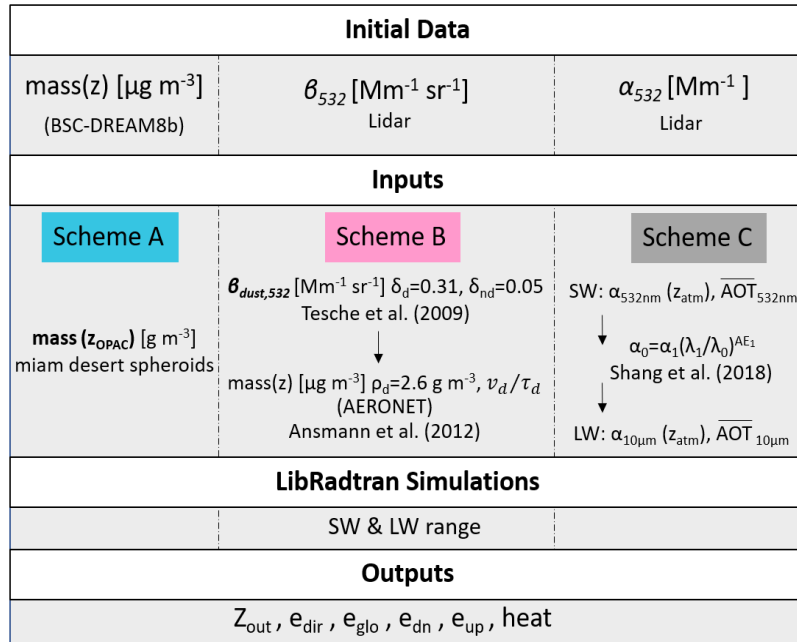 Initial Data
mass(z) [µg m⁻³]
(BSC-DREAM8b)
β₅₃₂ [Mm⁻¹ sr⁻¹]
Lidar
α₅₃₂ [Mm⁻¹ ]
Lidar
Inputs
Scheme A
mass (z_OPAC) [g m⁻³]
miam desert spheroids
Scheme B
β_dust,532 [Mm⁻¹ sr⁻¹] δ_d=0.31, δ_nd=0.05
Tesche et al. (2009)
mass(z) [µg m⁻³] ρ_d=2.6 g m⁻³, v_d/τ_d
(AERONET)
Ansmann et al. (2012)
Scheme C
SW: α_532nm (z_atm), A̅O̅T̅_532nm
α₀=α₁(λ₁/λ₀)^AE₁
Shang et al. (2018)
LW: α_10µm (z_atm), A̅O̅T̅_10µm
LibRadtran Simulations
SW & LW range
Outputs
Z_out, e_dir, e_glo, e_dn, e_up, heat